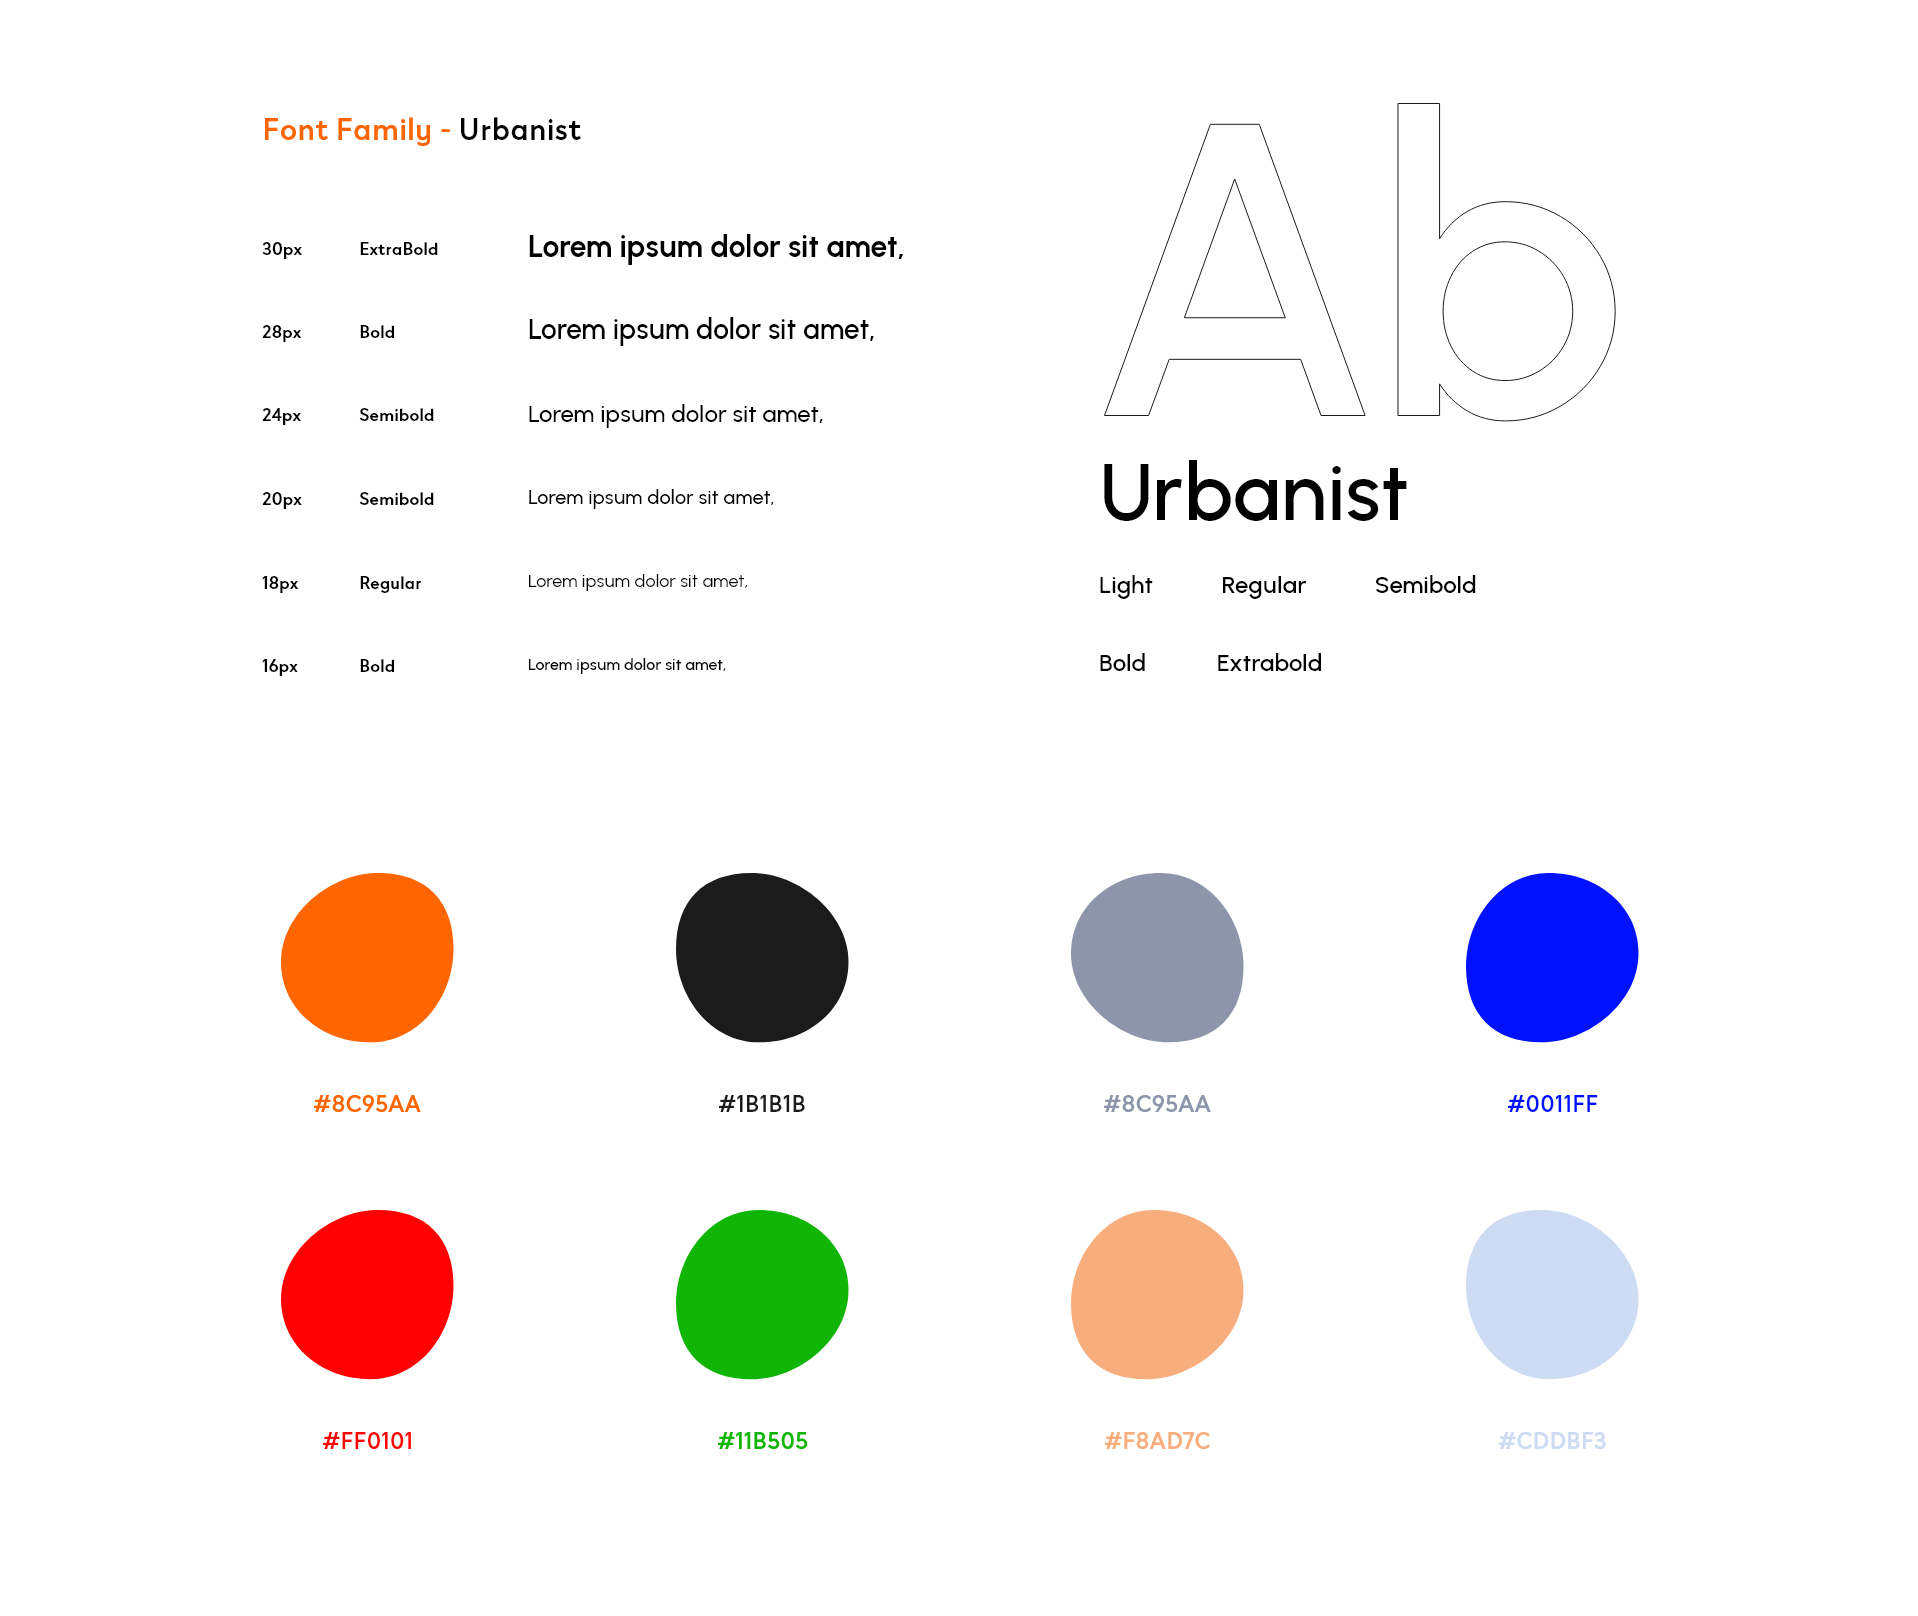 Font Family - Urbanist
30px ExtraBold Lorem ipsum dolor sit amet,
28px Bold Lorem ipsum dolor sit amet,
24px Semibold Lorem ipsum dolor sit amet,
20px Semibold Lorem ipsum dolor sit amet,
18px Regular Lorem ipsum dolor sit amet,
16px Bold Lorem ipsum dolor sit amet,
Ab
Urbanist
Light Regular Semibold
Bold Extrabold
#8C95AA #1B1B1B #8C95AA #0011FF
#FF0101 #11B505 #F8AD7C #CDDBF3